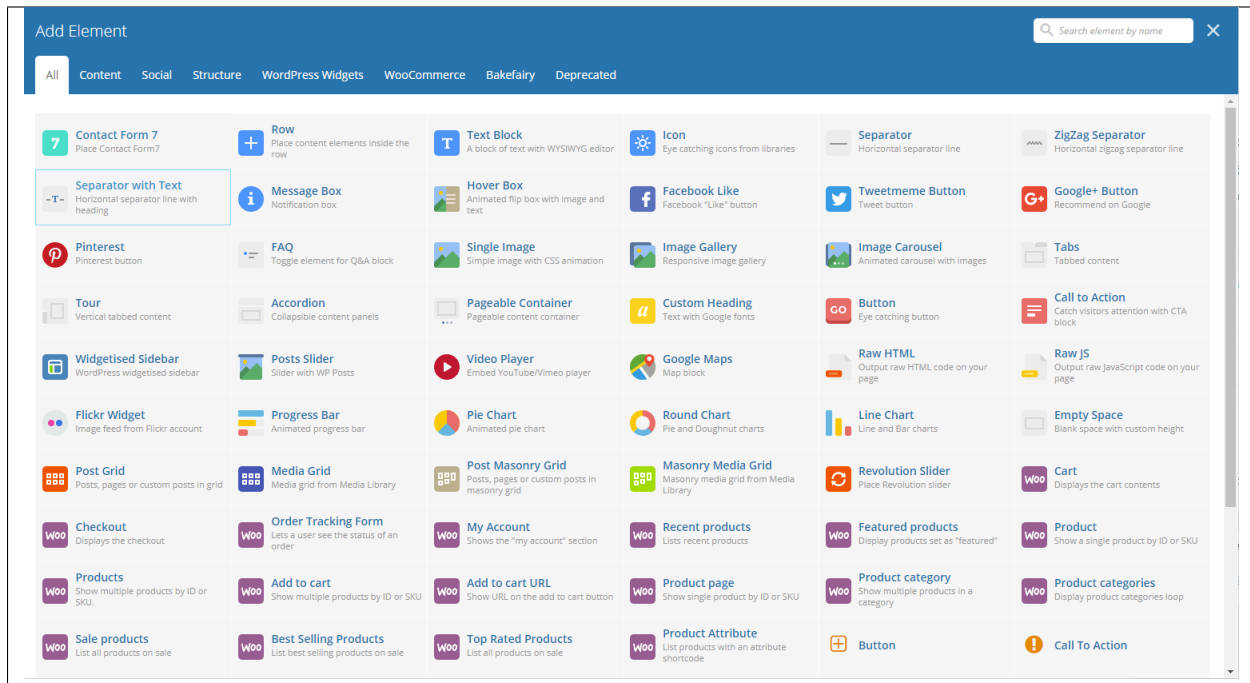 Add Element
Search element by name
All Content Social Structure WordPress Widgets WooCommerce Bakefairy Deprecated
7
Contact Form 7
Place Contact Form7
Row
Place content elements inside the
row
T
Text Block
A block of text with WYSIWYG editor
Icon
Eye catching icons from libraries
Separator
Horizontal separator line
ZigZag Separator
Horizontal zigzag separator line
-T-
Separator with Text
Horizontal separator line with
heading
i
Message Box
Notification box
Hover Box
Animated flip box with image and
text
f
Facebook Like
Facebook "Like" button
Tweetmeme Button
Tweet button
G+
Google+ Button
Recommend on Google
Pinterest
Pinterest button
FAQ
Toggle element for Q&A block
Single Image
Simple image with CSS animation
Image Gallery
Responsive image gallery
Image Carousel
Animated carousel with images
Tabs
Tabbed content
Tour
Vertical tabbed content
Accordion
Collapsible content panels
Pageable Container
Pageable content container
a
Custom Heading
Text with Google fonts
GO
Button
Eye catching button
Call to Action
Catch visitors attention with CTA
block
Widgetised Sidebar
WordPress widgetised sidebar
Posts Slider
Slider with WP Posts
Video Player
Embed YouTube/Vimeo player
Google Maps
Map block
Raw HTML
Output raw HTML code on your
page
Raw JS
Output raw JavaScript code on your
page
Flickr Widget
Image feed from Flickr account
Progress Bar
Animated progress bar
Pie Chart
Animated pie chart
Round Chart
Pie and Doughnut charts
Line Chart
Line and Bar charts
Empty Space
Blank space with custom height
Post Grid
Posts, pages or custom posts in grid
Media Grid
Media grid from Media Library
Post Masonry Grid
Posts, pages or custom posts in
masonry grid
Masonry Media Grid
Masonry media grid from Media
Library
Revolution Slider
Place Revolution slider
Woo
Cart
Displays the cart contents
Woo
Checkout
Displays the checkout
Woo
Order Tracking Form
Lets a user see the status of an
order
Woo
My Account
Shows the "my account" section
Woo
Recent products
Lists recent products
Woo
Featured products
Display products set as "featured"
Woo
Product
Show a single product by ID or SKU
Woo
Products
Show multiple products by ID or
SKU.
Woo
Add to cart
Show multiple products by ID or SKU
Woo
Add to cart URL
Show URL on the add to cart button
Woo
Product page
Show single product by ID or SKU
Woo
Product category
Show multiple products in a
category
Woo
Product categories
Display product categories loop
Woo
Sale products
List all products on sale
Woo
Best Selling Products
List best selling products on sale
Woo
Top Rated Products
List all products on sale
Woo
Product Attribute
List products with an attribute
shortcode
Button
Call To Action